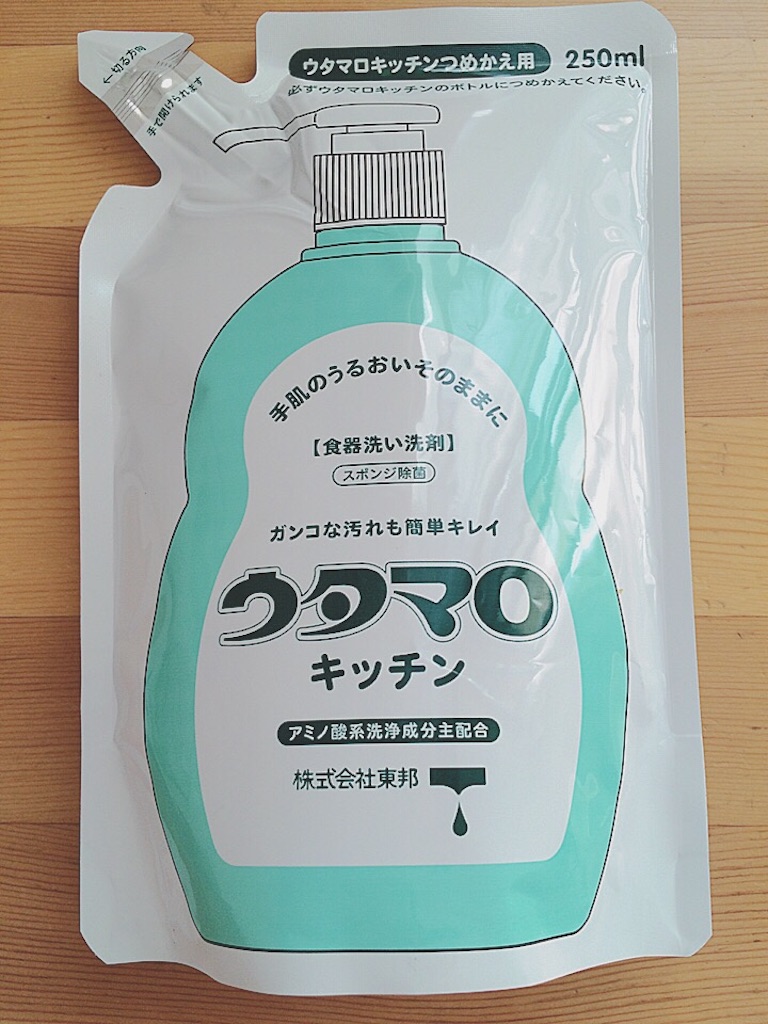 ←切る方向
手で開けられます
ウタマロキッチンつめかえ用 250ml
必ずウタマロキッチンのボトルにつめかえてください。
手肌のうるおいそのままに
【食器洗い洗剤】
スポンジ除菌
ガンコな汚れも簡単キレイ
ウタマロ
キッチン
アミノ酸系洗浄成分主配合
株式会社東邦